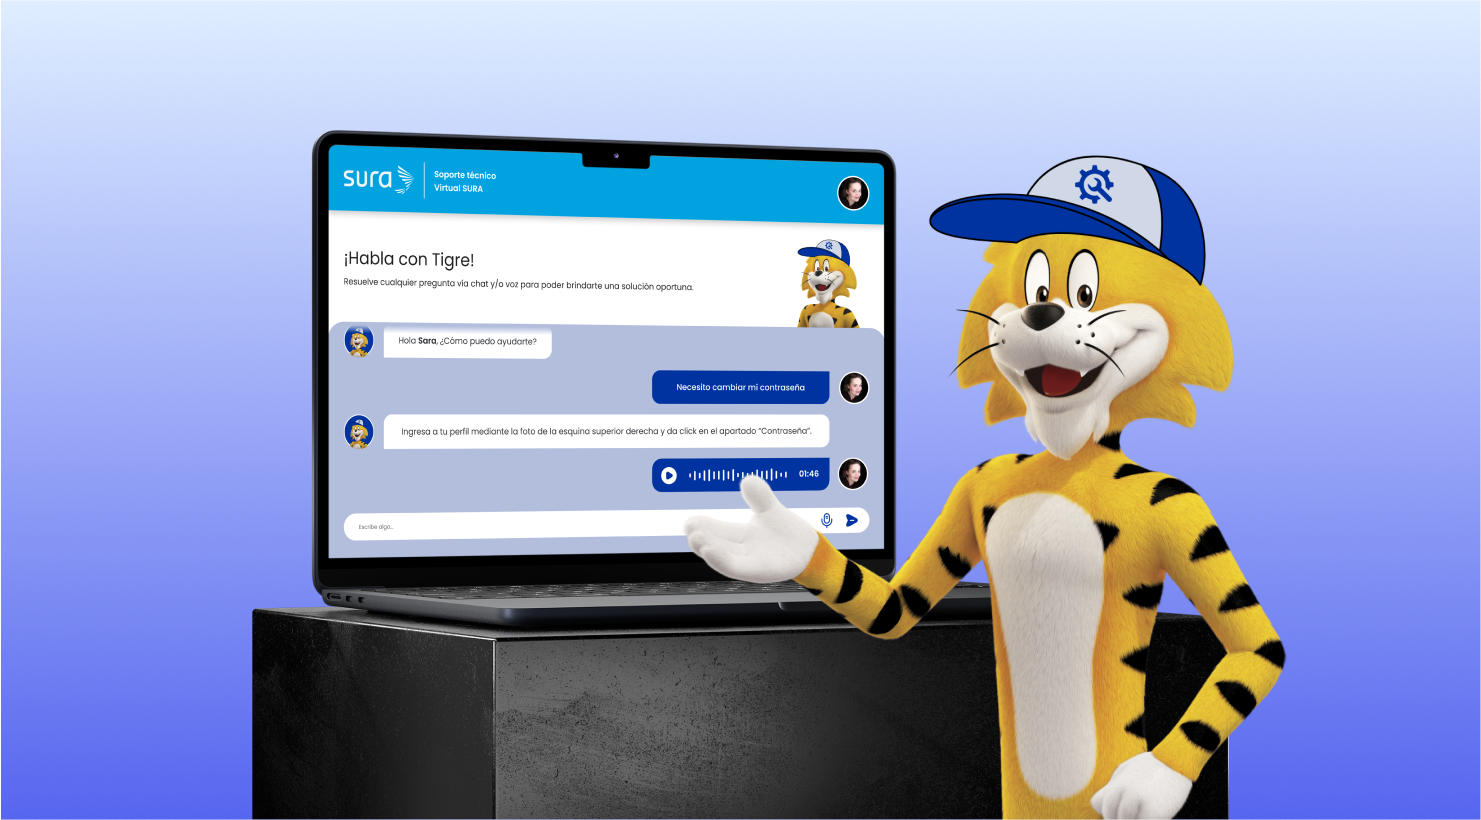 sura
Soporte técnico
Virtual SURA
¡Habla con Tigre!
Resuelve cualquier pregunta vía chat y/o voz para poder brindarte una solución oportuna.
Hola Sara, ¿Cómo puedo ayudarte?
Necesito cambiar mi contraseña
Ingresa a tu perfil mediante la foto de la esquina superior derecha y da click en el apartado “Contraseña”.
01:46
Escribe algo...